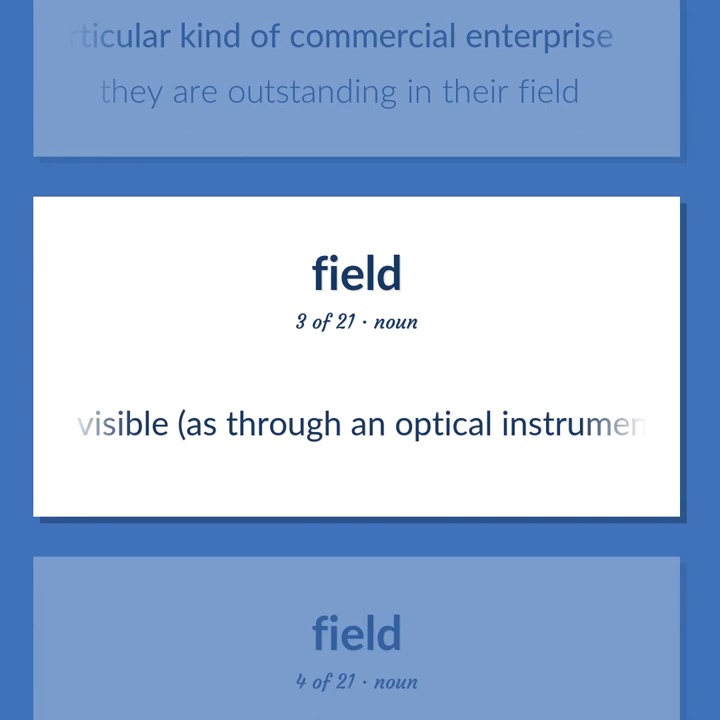 ticular kind of commercial enterprise
they are outstanding in their field
field
3 of 21 · noun
visible (as through an optical instrumen
field
4 of 21 · noun